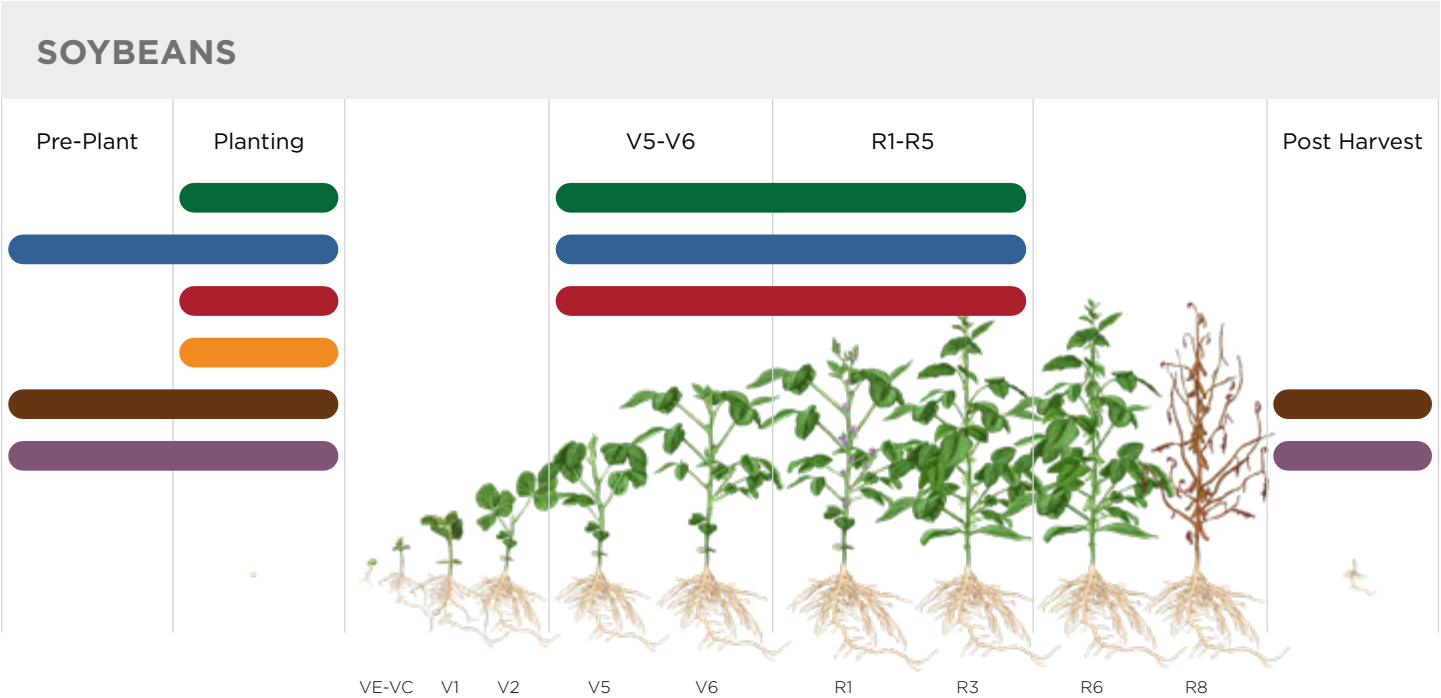 SOYBEANS
Pre-Plant Planting V5-V6 R1-R5 Post Harvest
VE-VC V1 V2 V5 V6 R1 R3 R6 R8